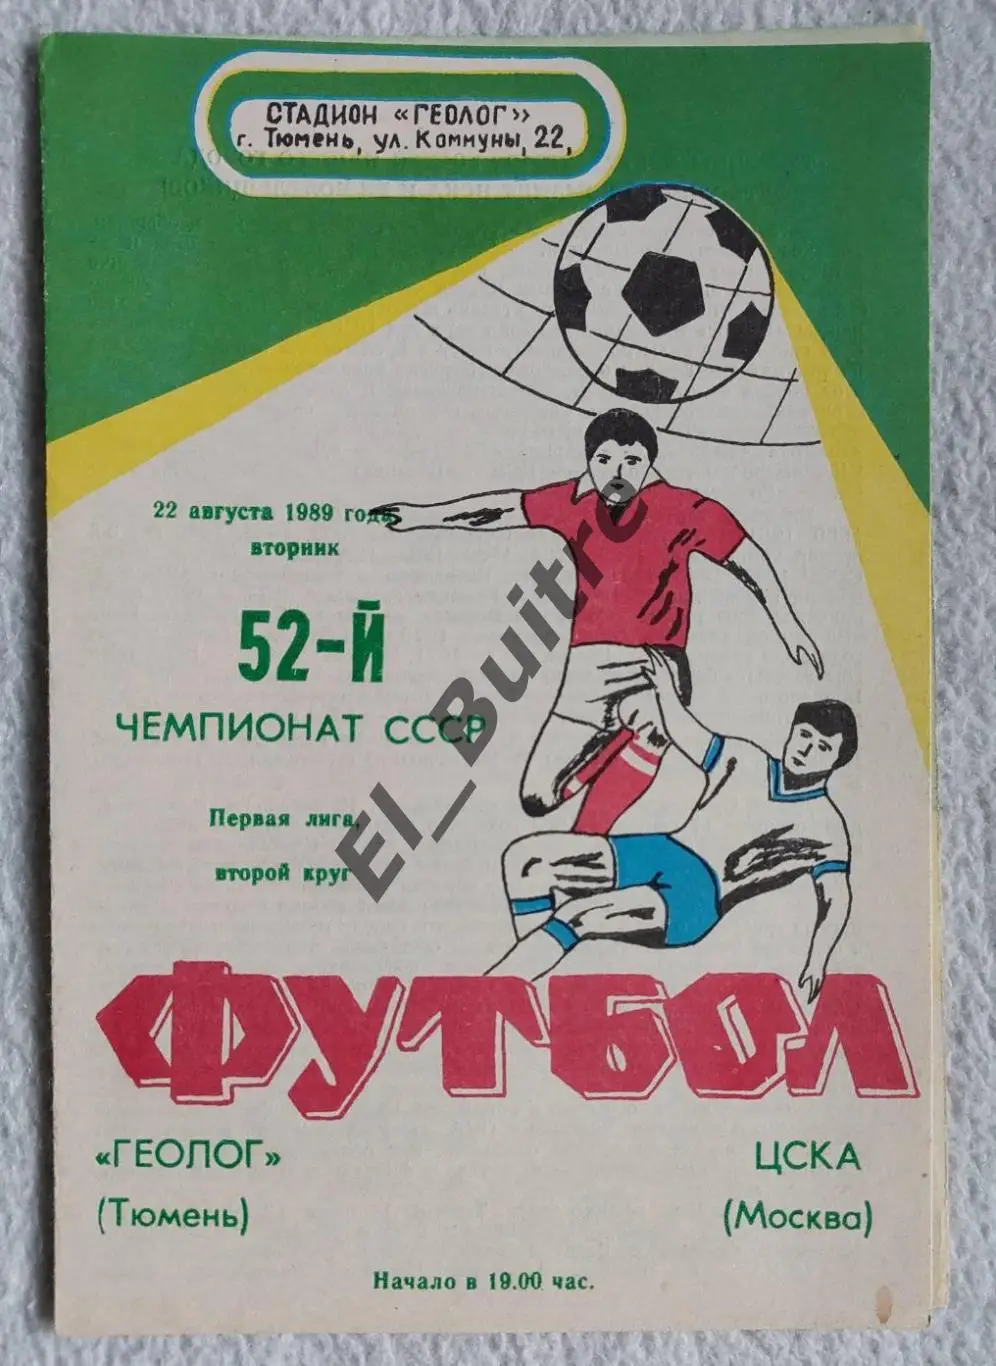 СТАДИОН «ГЕОЛОГ»
г. Тюмень, ул. Коммуны, 22,
22 августа 1989 года,
вторник
52-Й
ЧЕМПИОНАТ СССР
Первая лига,
второй круг
El_Buitre
ФУТБОЛ
«ГЕОЛОГ»
(Тюмень)
ЦСКА
(Москва)
Начало в 19.00 час.